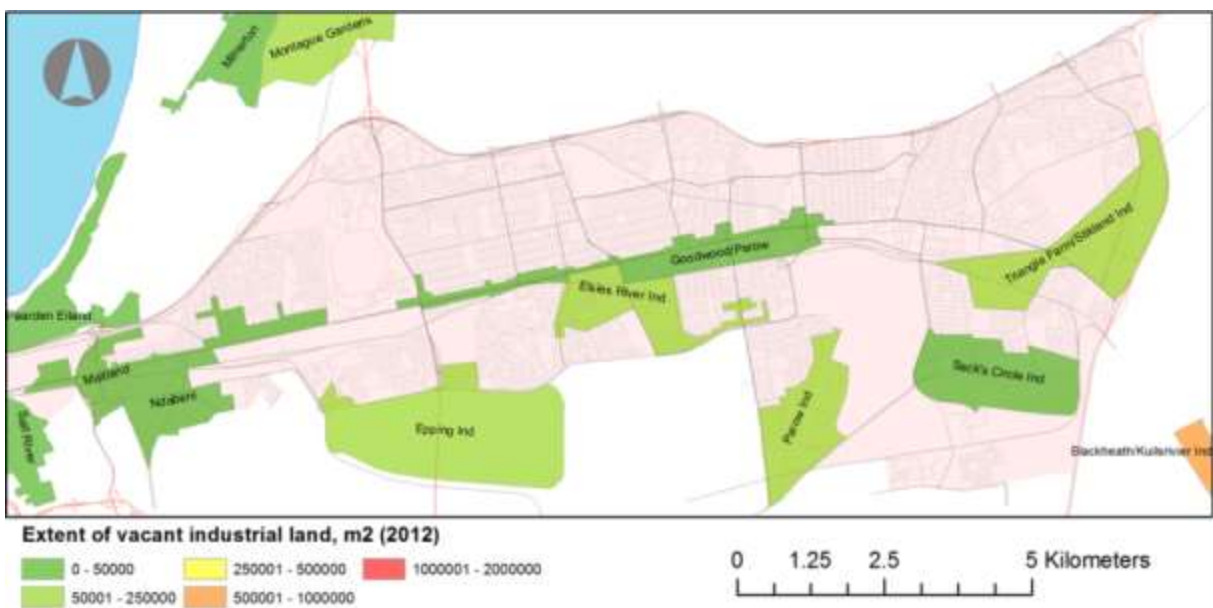 Milnerton
Montague Gardens
Paarden Eiland
Maitland
Ndabeni
Salt River
Epping Ind
Elsies River Ind
Goodwood/Parow
Parow Ind
Triangle Farm/Stikland Ind
Sack's Circle Ind
Blackheath/Kuilsrivier Ind
Extent of vacant industrial land, m2 (2012)
0 - 50000
250001 - 500000
1000001 - 2000000
50001 - 250000
500001 - 1000000
0 1.25 2.5 5 Kilometers